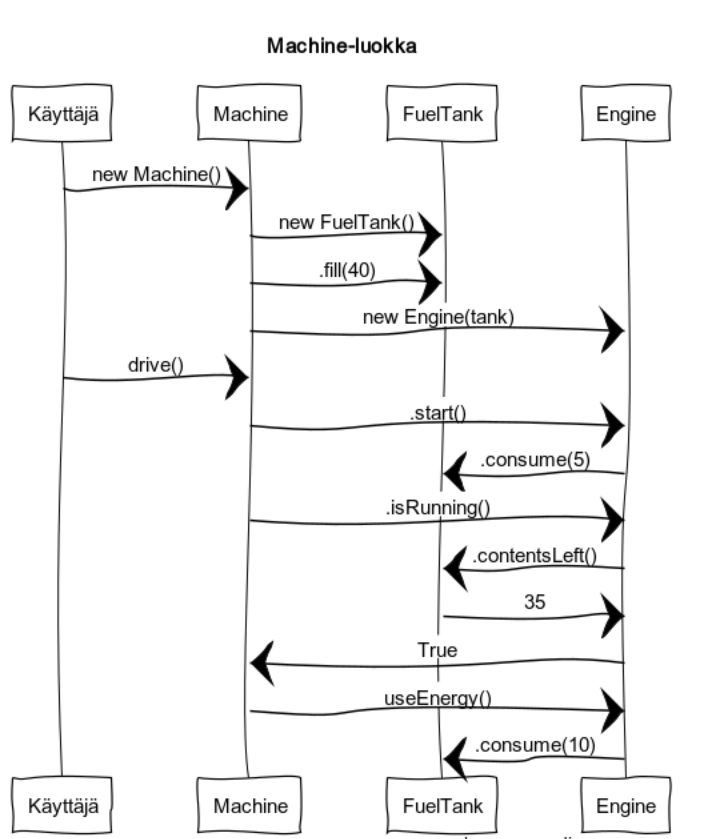 Machine-luokka
Käyttäjä Machine FuelTank Engine
new Machine()
new FuelTank()
.fill(40)
new Engine(tank)
drive()
.start()
.consume(5)
.isRunning()
.contentsLeft()
35
True
useEnergy()
.consume(10)
Käyttäjä Machine FuelTank Engine